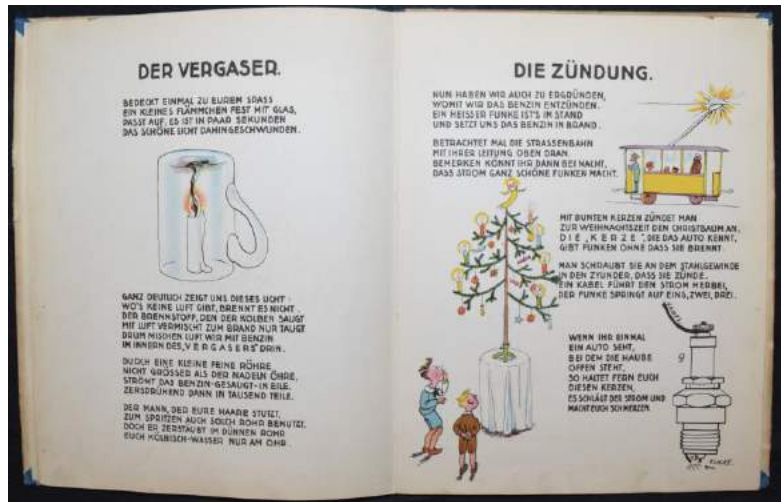 DER VERGASER.
BEDECKT EINMAL ZU EUREM SPASS
EIN KLEINES FLÄMMCHEN FEST MIT GLAS,
PASST AUF, ES IST IN PAAR SEKUNDEN
DAS SCHÖNE LICHT DAHINGESCHWUNDEN.
GANZ DEUTLICH ZEIGT UNS DIESES LICHT:
WO'S KEINE LUFT GIBT, BRENNT ES NICHT.
DER BRENNSTOFF, DEN DER KOLBEN SAUGT
MIT LUFT VERMISCHT ZUM BRAND NUR TAUGT
DRUM MISCHEN LUFT WIR MIT BENZIN
IM INNERN DES „VERGASERS" DRIN.
DURCH EINE KLEINE FEINE RÖHRE
NICHT GRÖSSER ALS DER NADELN ÖHRE,
STRÖMT DAS BENZIN-GESAUGT-IN EILE.
ZERSPRÜHEND DANN IN TAUSEND TEILE.
DER MANN, DER EURE HAARE STUTZT,
ZUM SPRITZEN AUCH SOLCH ROHR BENUTZT.
DOCH ER ZERSTÄUBT IM DÜNNEN ROHR
EUCH KÖLNISCH-WASSER NUR AM OHR.
DIE ZÜNDUNG.
NUN HABEN WIR AUCH ZU ERGRÜNDEN,
WOMIT WIR DAS BENZIN ENTZÜNDEN.
EIN HEISSER FUNKE IST'S IM STAND
UND SETZT UNS DAS BENZIN IN BRAND.
BETRACHTET MAL DIE STRASSENBAHN
MIT IHRER LEITUNG OBEN DRAN.
BEMERKEN KÖNNT IHR DANN BEI NACHT,
DASS STROM GANZ SCHÖNE FUNKEN MACHT.
MIT BUNTEN KERZEN ZÜNDET MAN
ZUR WEIHNACHTSZEIT DEN CHRISTBAUM AN,
DIE „KERZE", DIE DAS AUTO KENNT,
GIBT FUNKEN OHNE DASS SIE BRENNT.
MAN SCHRAUBT SIE AN DEM STAHLGEWINDE
IN DEN ZYLINDER, DASS SIE ZÜNDE.
EIN KABEL FÜHRT DEN STROM HERBEI,
DER FUNKE SPRINGT AUF EINS, ZWEI, DREI.
WENN IHR EINMAL
EIN AUTO SEHT,
BEI DEM DIE HAUBE
OFFEN STEHT,
SO HALTET FERN EUCH
DIESEN KERZEN,
ES SCHLÄGT DER STROM UND
MACHT EUCH SCHMERZEN.
KABEL
FUNKE